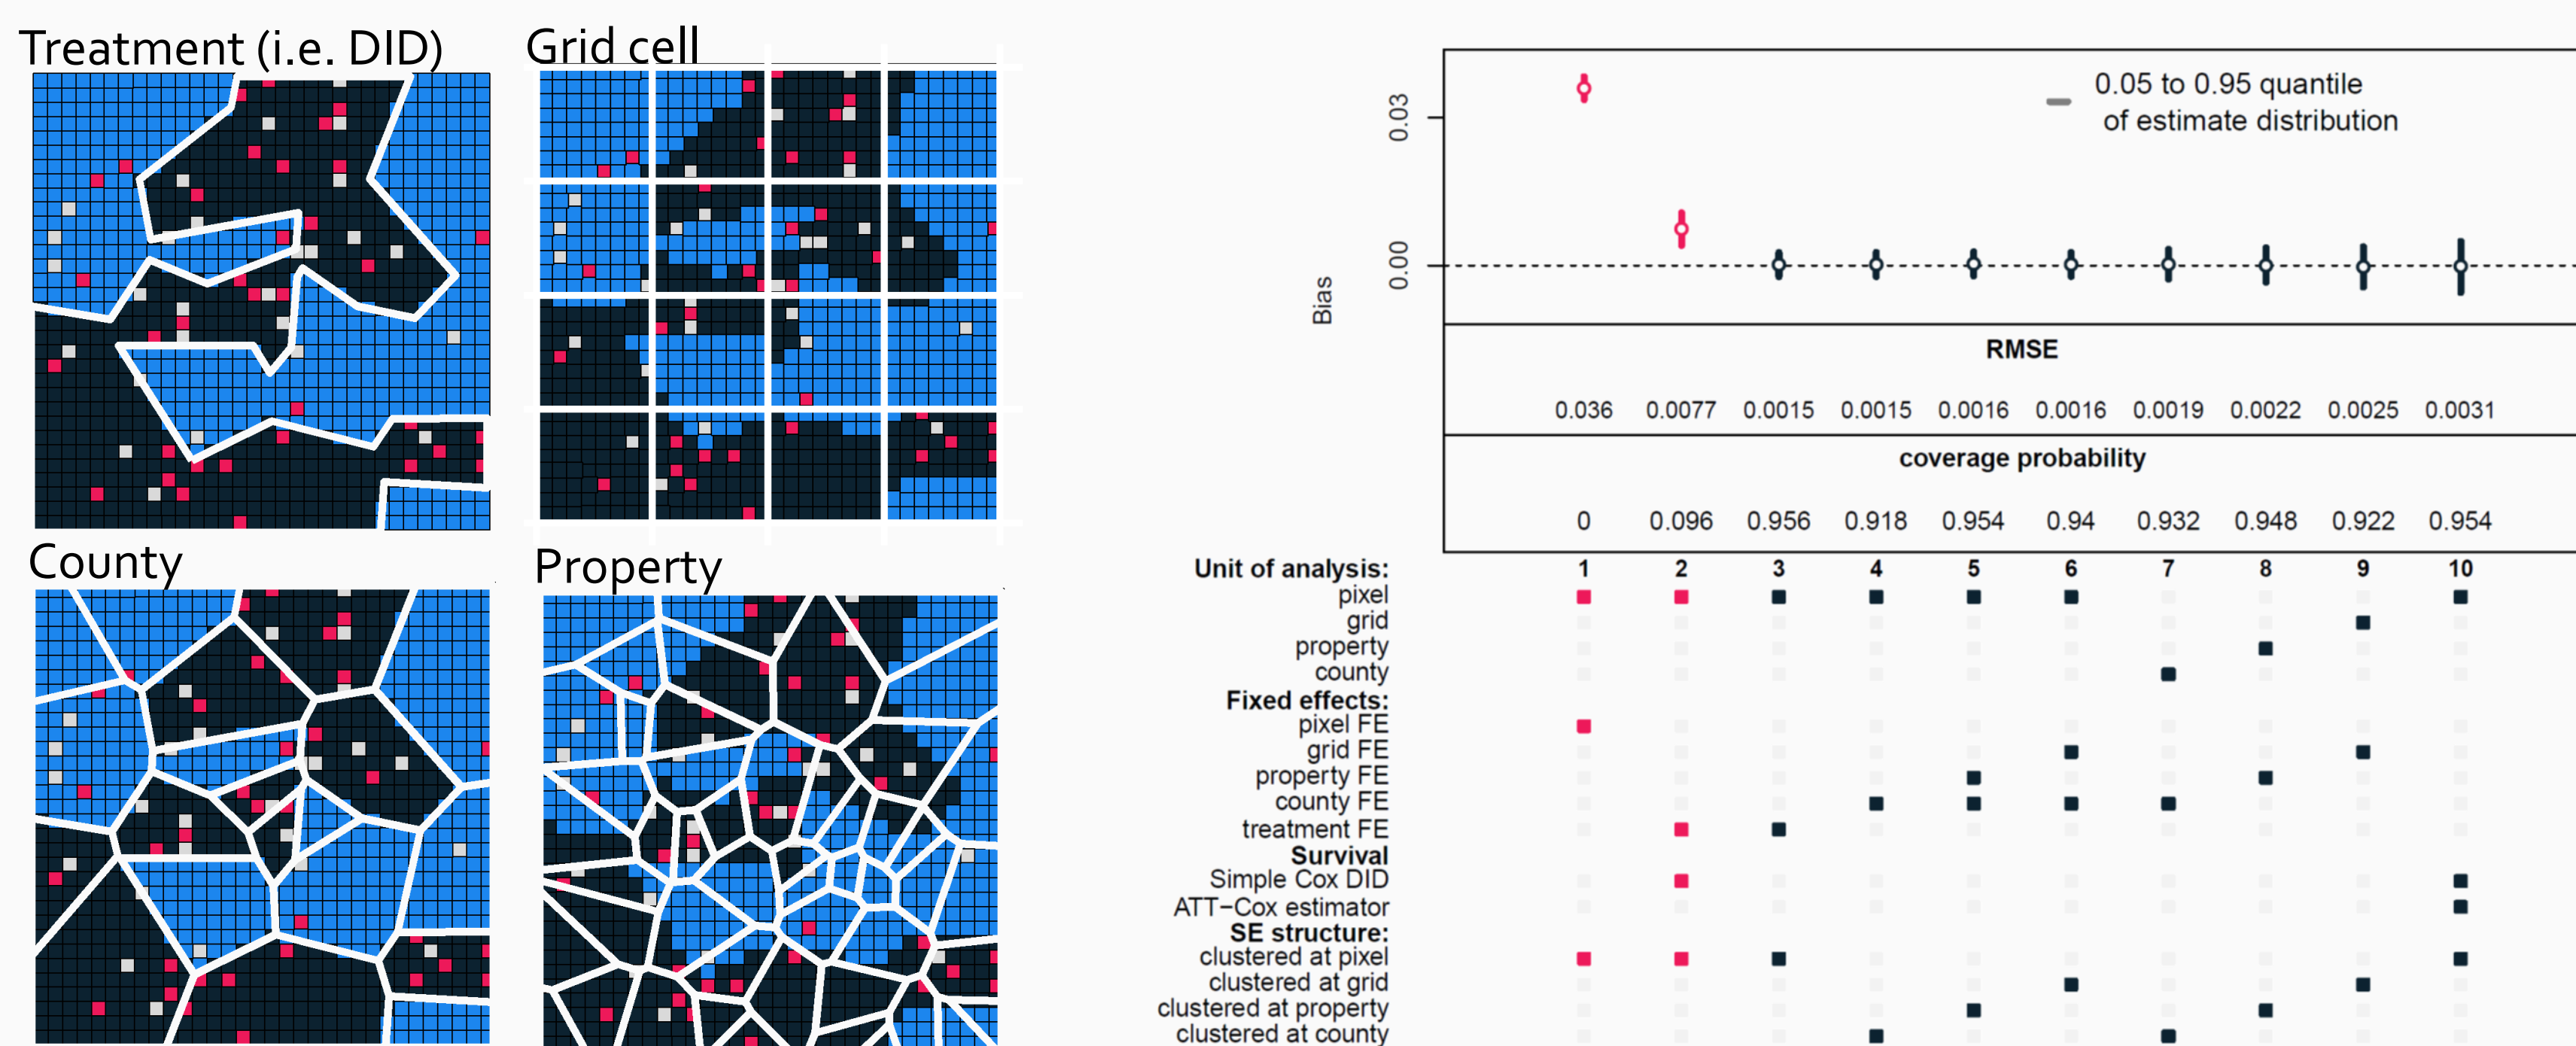 Treatment (i.e. DID)
Grid cell
County
Property
0.03
0.00
Bias
0.05 to 0.95 quantile
of estimate distribution
RMSE
0.036 0.0077 0.0015 0.0015 0.0016 0.0016 0.0019 0.0022 0.0025 0.0031
coverage probability
0 0.096 0.956 0.918 0.954 0.94 0.932 0.948 0.922 0.954
Unit of analysis: 1 2 3 4 5 6 7 8 9 10
pixel
grid
property
county
Fixed effects:
pixel FE
grid FE
property FE
county FE
treatment FE
Survival
Simple Cox DID
ATT−Cox estimator
SE structure:
clustered at pixel
clustered at grid
clustered at property
clustered at county